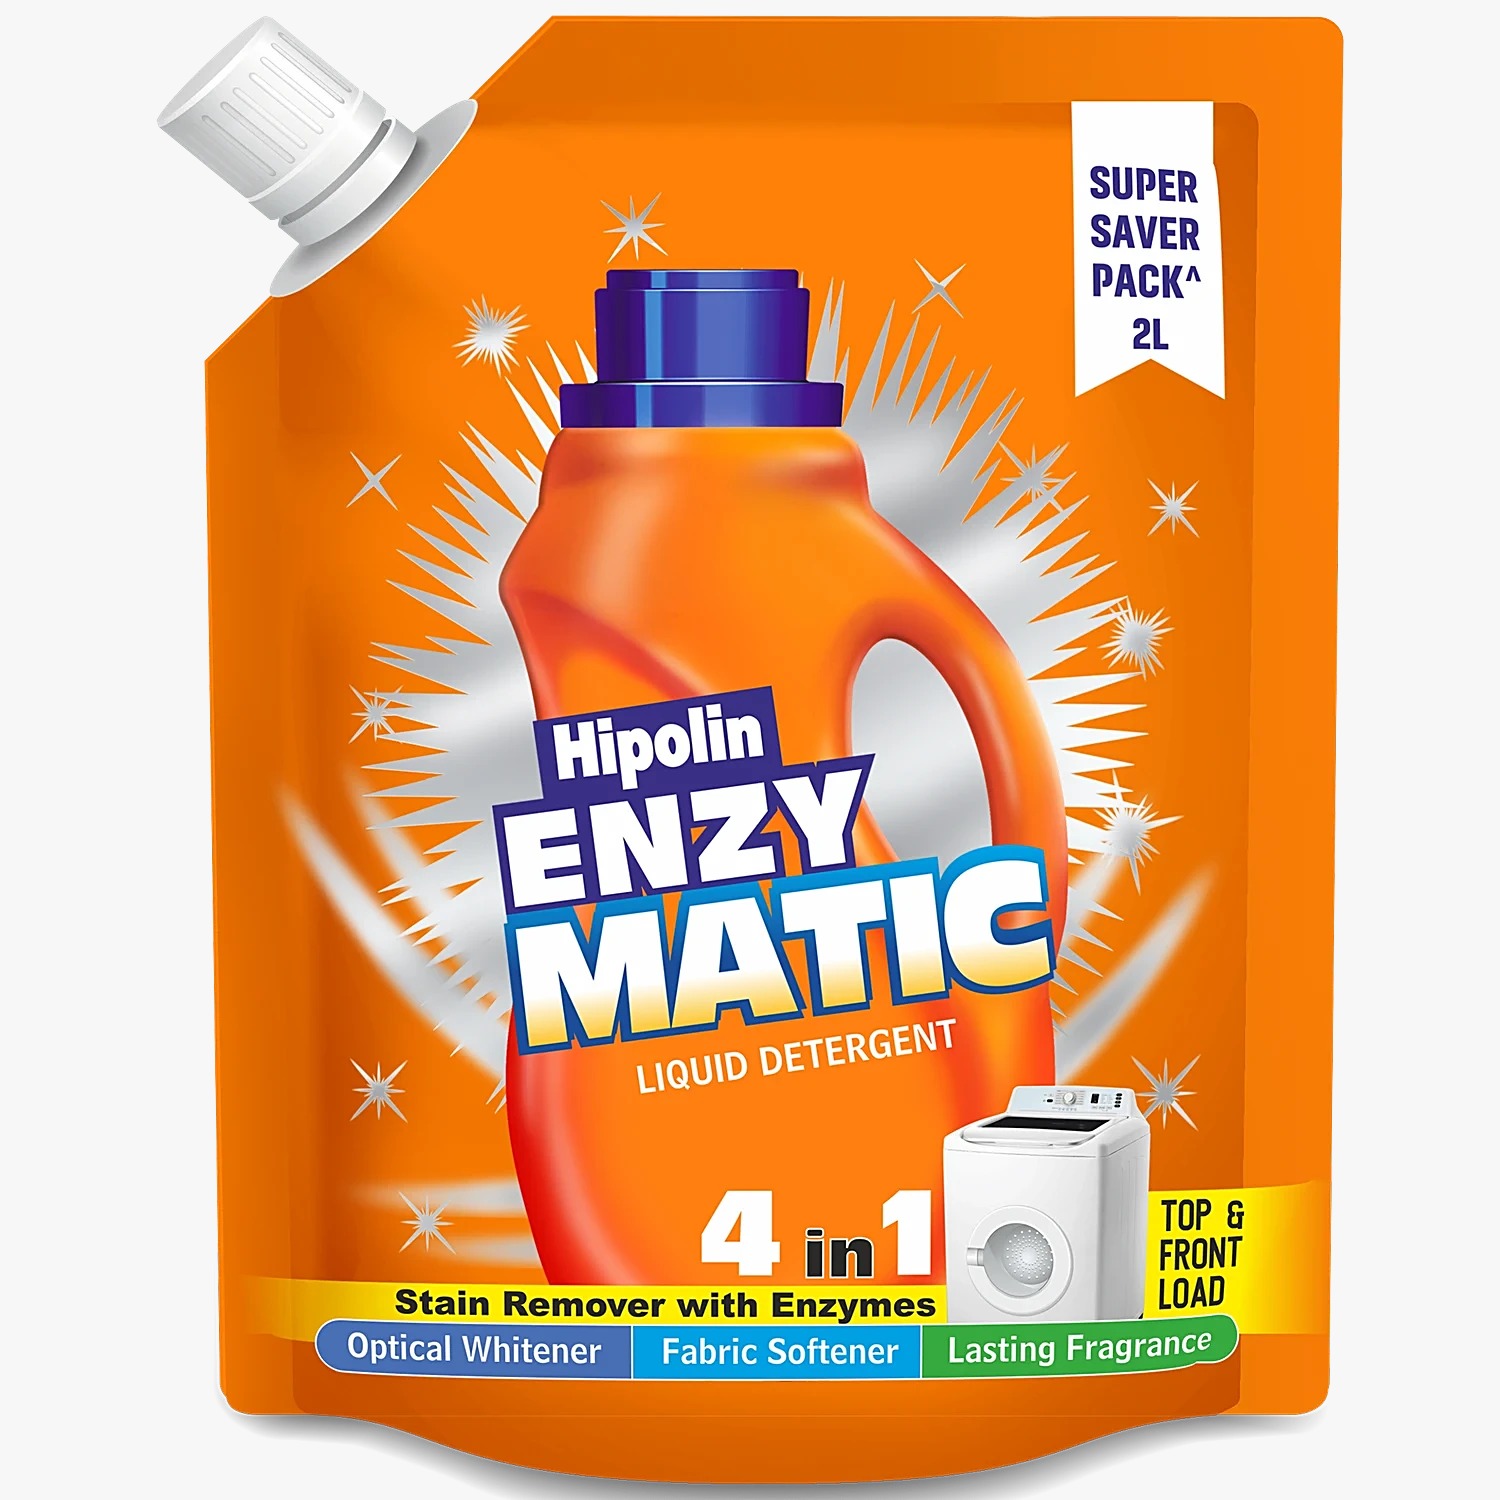 SUPER
SAVER
PACK^
2L
Hipolin
ENZY
MATIC
LIQUID DETERGENT
4 in 1
TOP &
FRONT
LOAD
Stain Remover with Enzymes
Optical Whitener
Fabric Softener
Lasting Fragrance